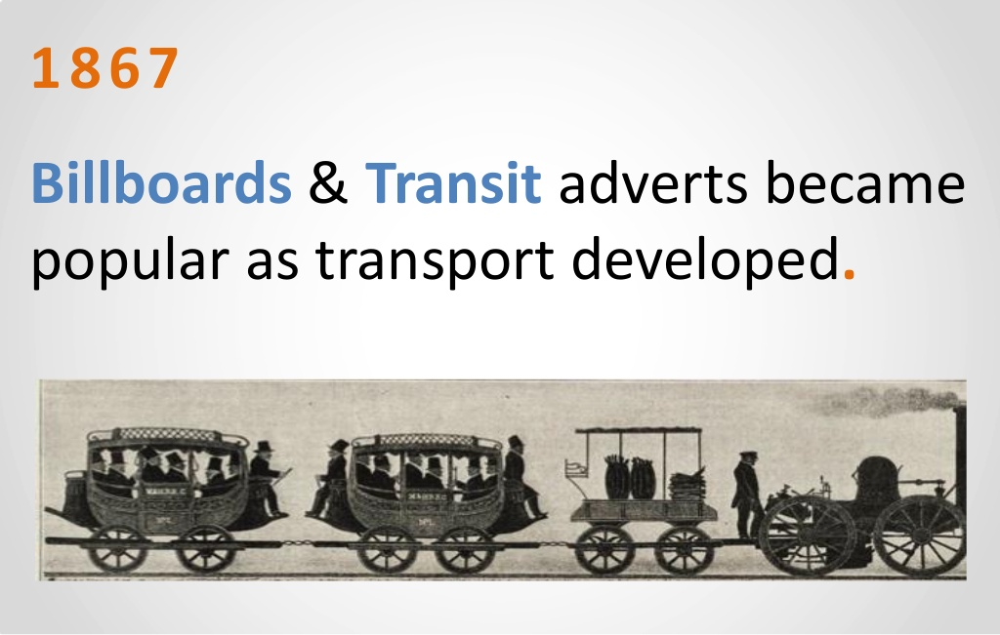 1867
Billboards & Transit adverts became
popular as transport developed.